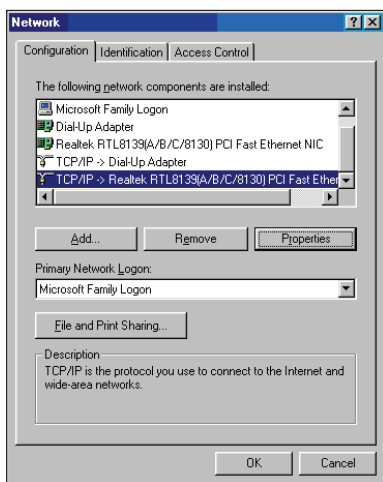 Network
Configuration Identification Access Control
The following network components are installed:
Microsoft Family Logon
Dial-Up Adapter
Realtek RTL8139(A/B/C/8130) PCI Fast Ethernet NIC
TCP/IP -> Dial-Up Adapter
TCP/IP -> Realtek RTL8139(A/B/C/8130) PCI Fast Ether
Add... Remove Properties
Primary Network Logon:
Microsoft Family Logon
File and Print Sharing...
Description
TCP/IP is the protocol you use to connect to the Internet and
wide-area networks.
OK Cancel